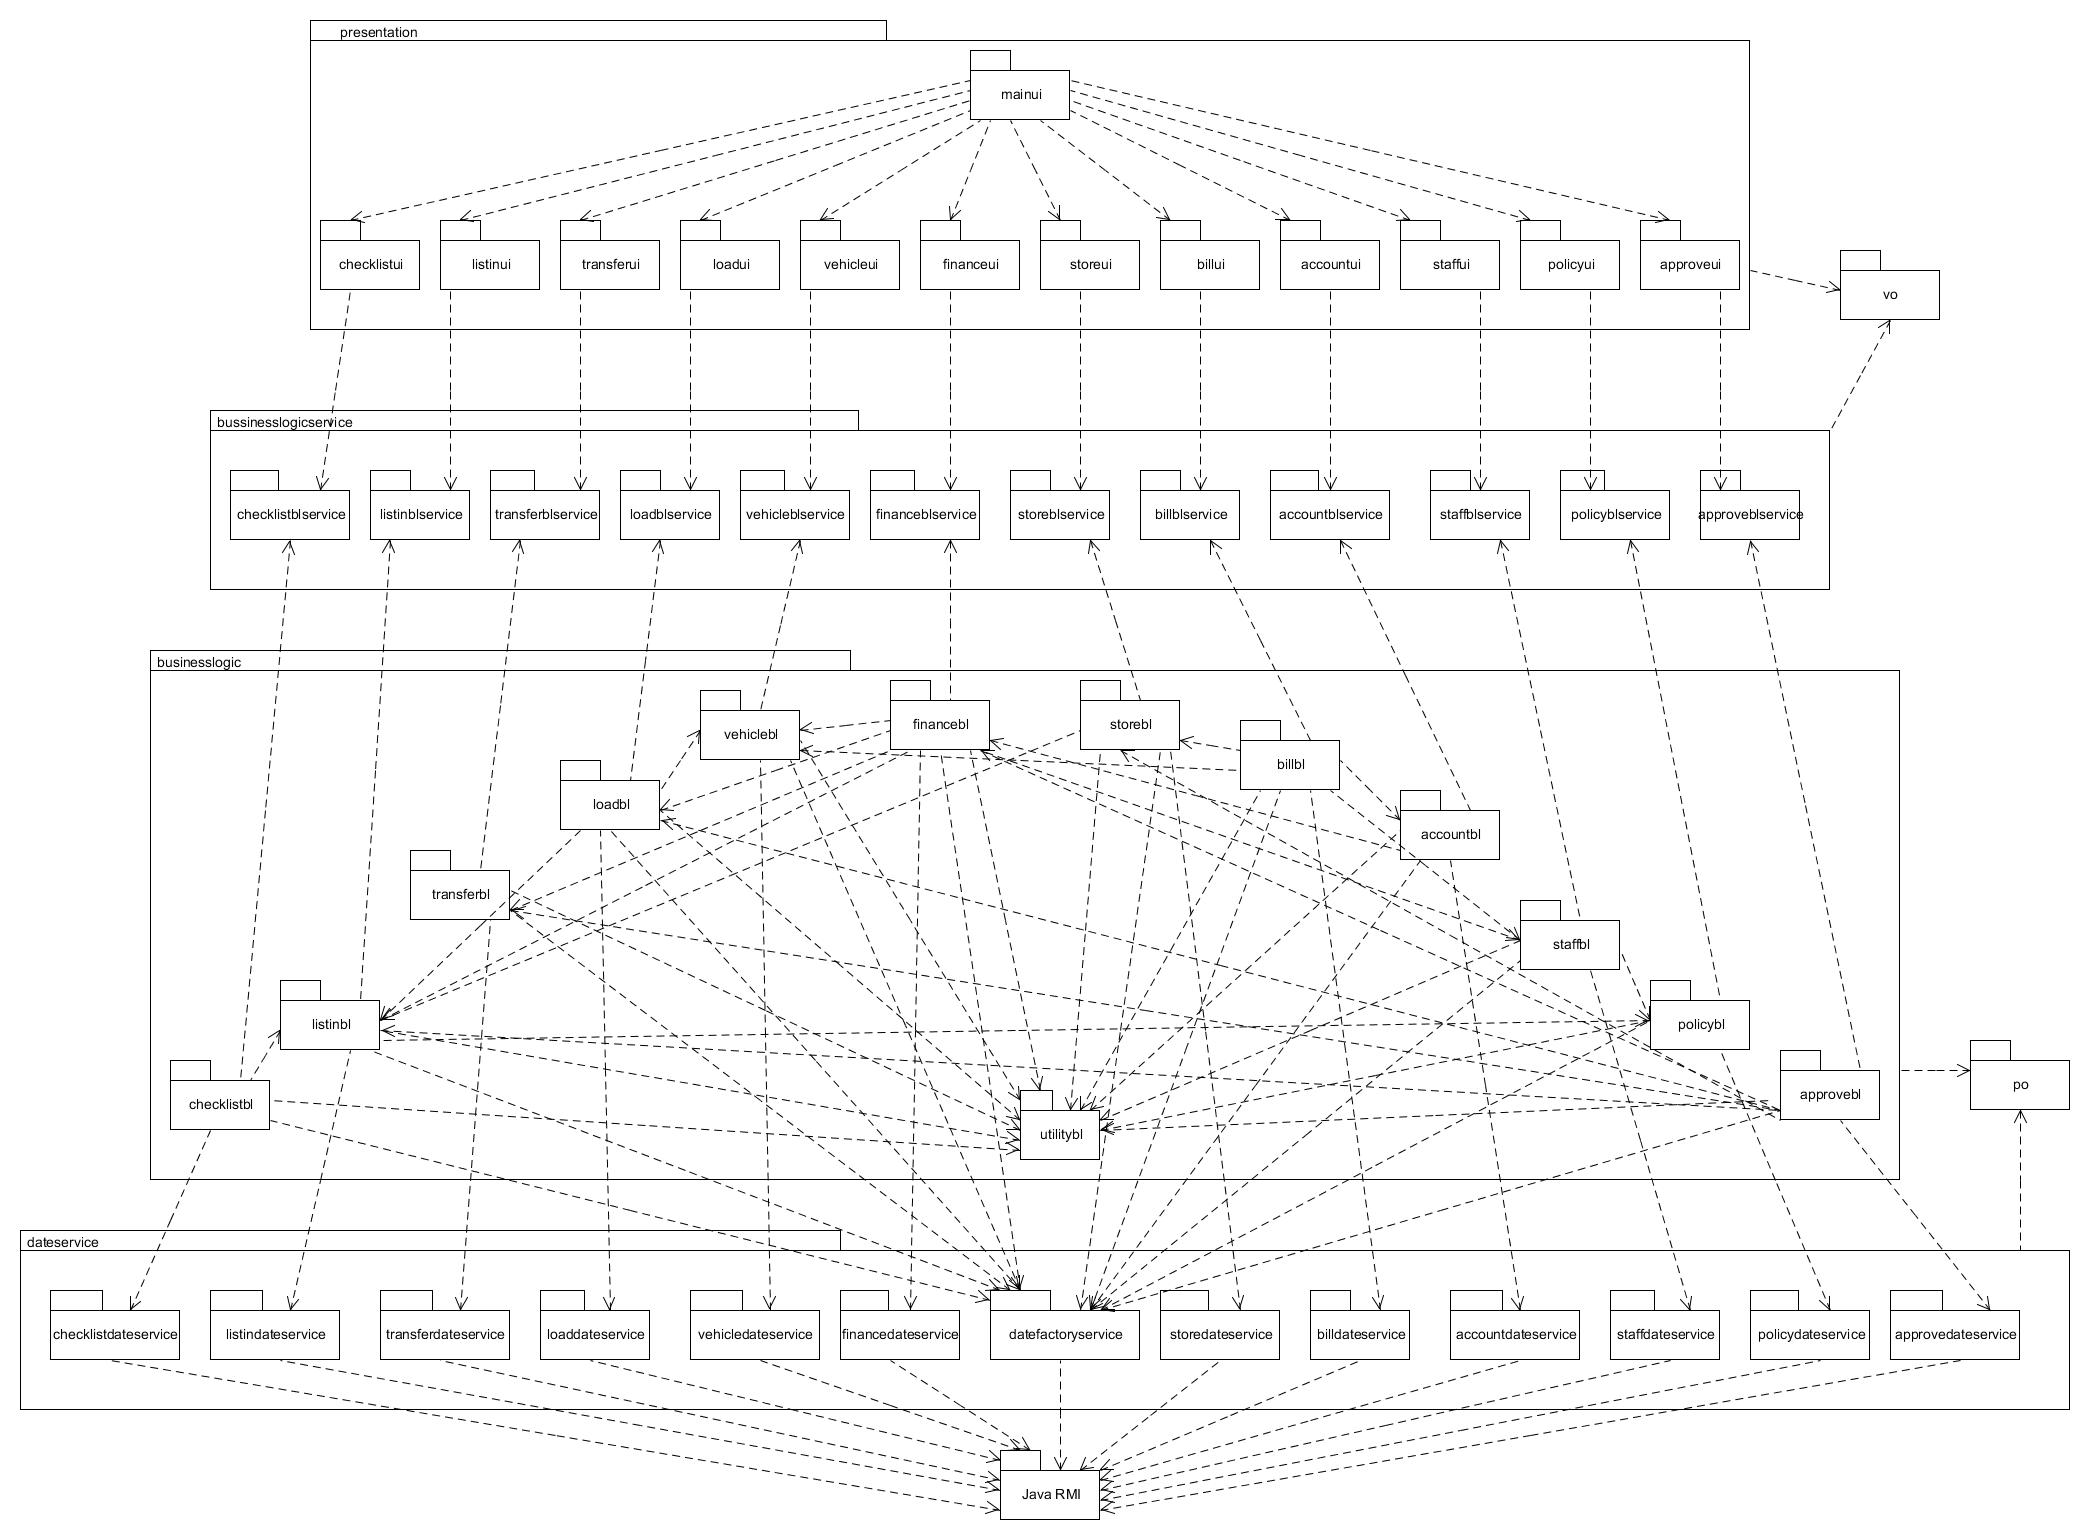 presentation
mainui
checklistui
listinui
transferui
loadui
vehicleui
financeui
storeui
billui
accountui
staffui
policyui
approveui
vo
bussinesslogicservice
checklistblservice
listinblservice
transferblservice
loadblservice
vehicleblservice
financeblservice
storeblservice
billblservice
accountblservice
staffblservice
policyblservice
approveblservice
businesslogic
vehiclebl
financebl
storebl
billbl
loadbl
accountbl
transferbl
staffbl
listinbl
policybl
checklistbl
approvebl
po
utilitybl
dateservice
checklistdateservice
listindateservice
transferdateservice
loaddateservice
vehicledateservice
financedateservice
datefactoryservice
storedateservice
billdateservice
accountdateservice
staffdateservice
policydateservice
approvedateservice
Java RMI